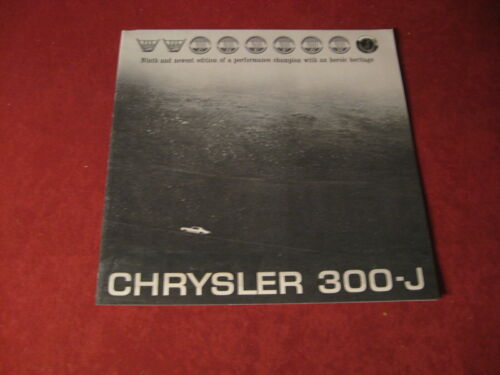 Ninth and newest edition of a performance champion with an heroic heritage
CHRYSLER 300-J